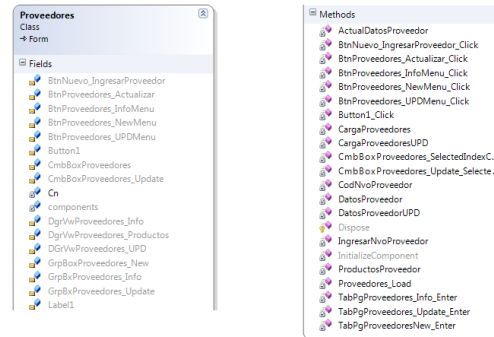 Proveedores
Class
→ Form
Fields
BtnNuevo_IngresarProveedor
BtnProveedores_Actualizar
BtnProveedores_InfoMenu
BtnProveedores_NewMenu
BtnProveedores_UPDMenu
Button1
CmbBoxProveedores
CmbBoxProveedores_Update
Cn
components
DgrVwProveedores_Info
DgrVwProveedores_Productos
DGrVwProveedores_UPD
GrpBoxProveedores_New
GrpBxProveedores_Info
GrpBxProveedores_Update
Label1
Methods
ActualDatosProveedor
BtnNuevo_IngresarProveedor_Click
BtnProveedores_Actualizar_Click
BtnProveedores_InfoMenu_Click
BtnProveedores_NewMenu_Click
BtnProveedores_UPDMenu_Click
Button1_Click
CargaProveedores
CargaProveedoresUPD
CmbBoxProveedores_SelectedIndexC.
CmbBoxProveedores_Update_Selecte.
CodNvoProveedor
DatosProveedor
DatosProveedorUPD
Dispose
IngresarNvoProveedor
InitializeComponent
ProductosProveedor
Proveedores_Load
TabPgProveedores_Info_Enter
TabPgProveedores_Update_Enter
TabPgProveedoresNew_Enter